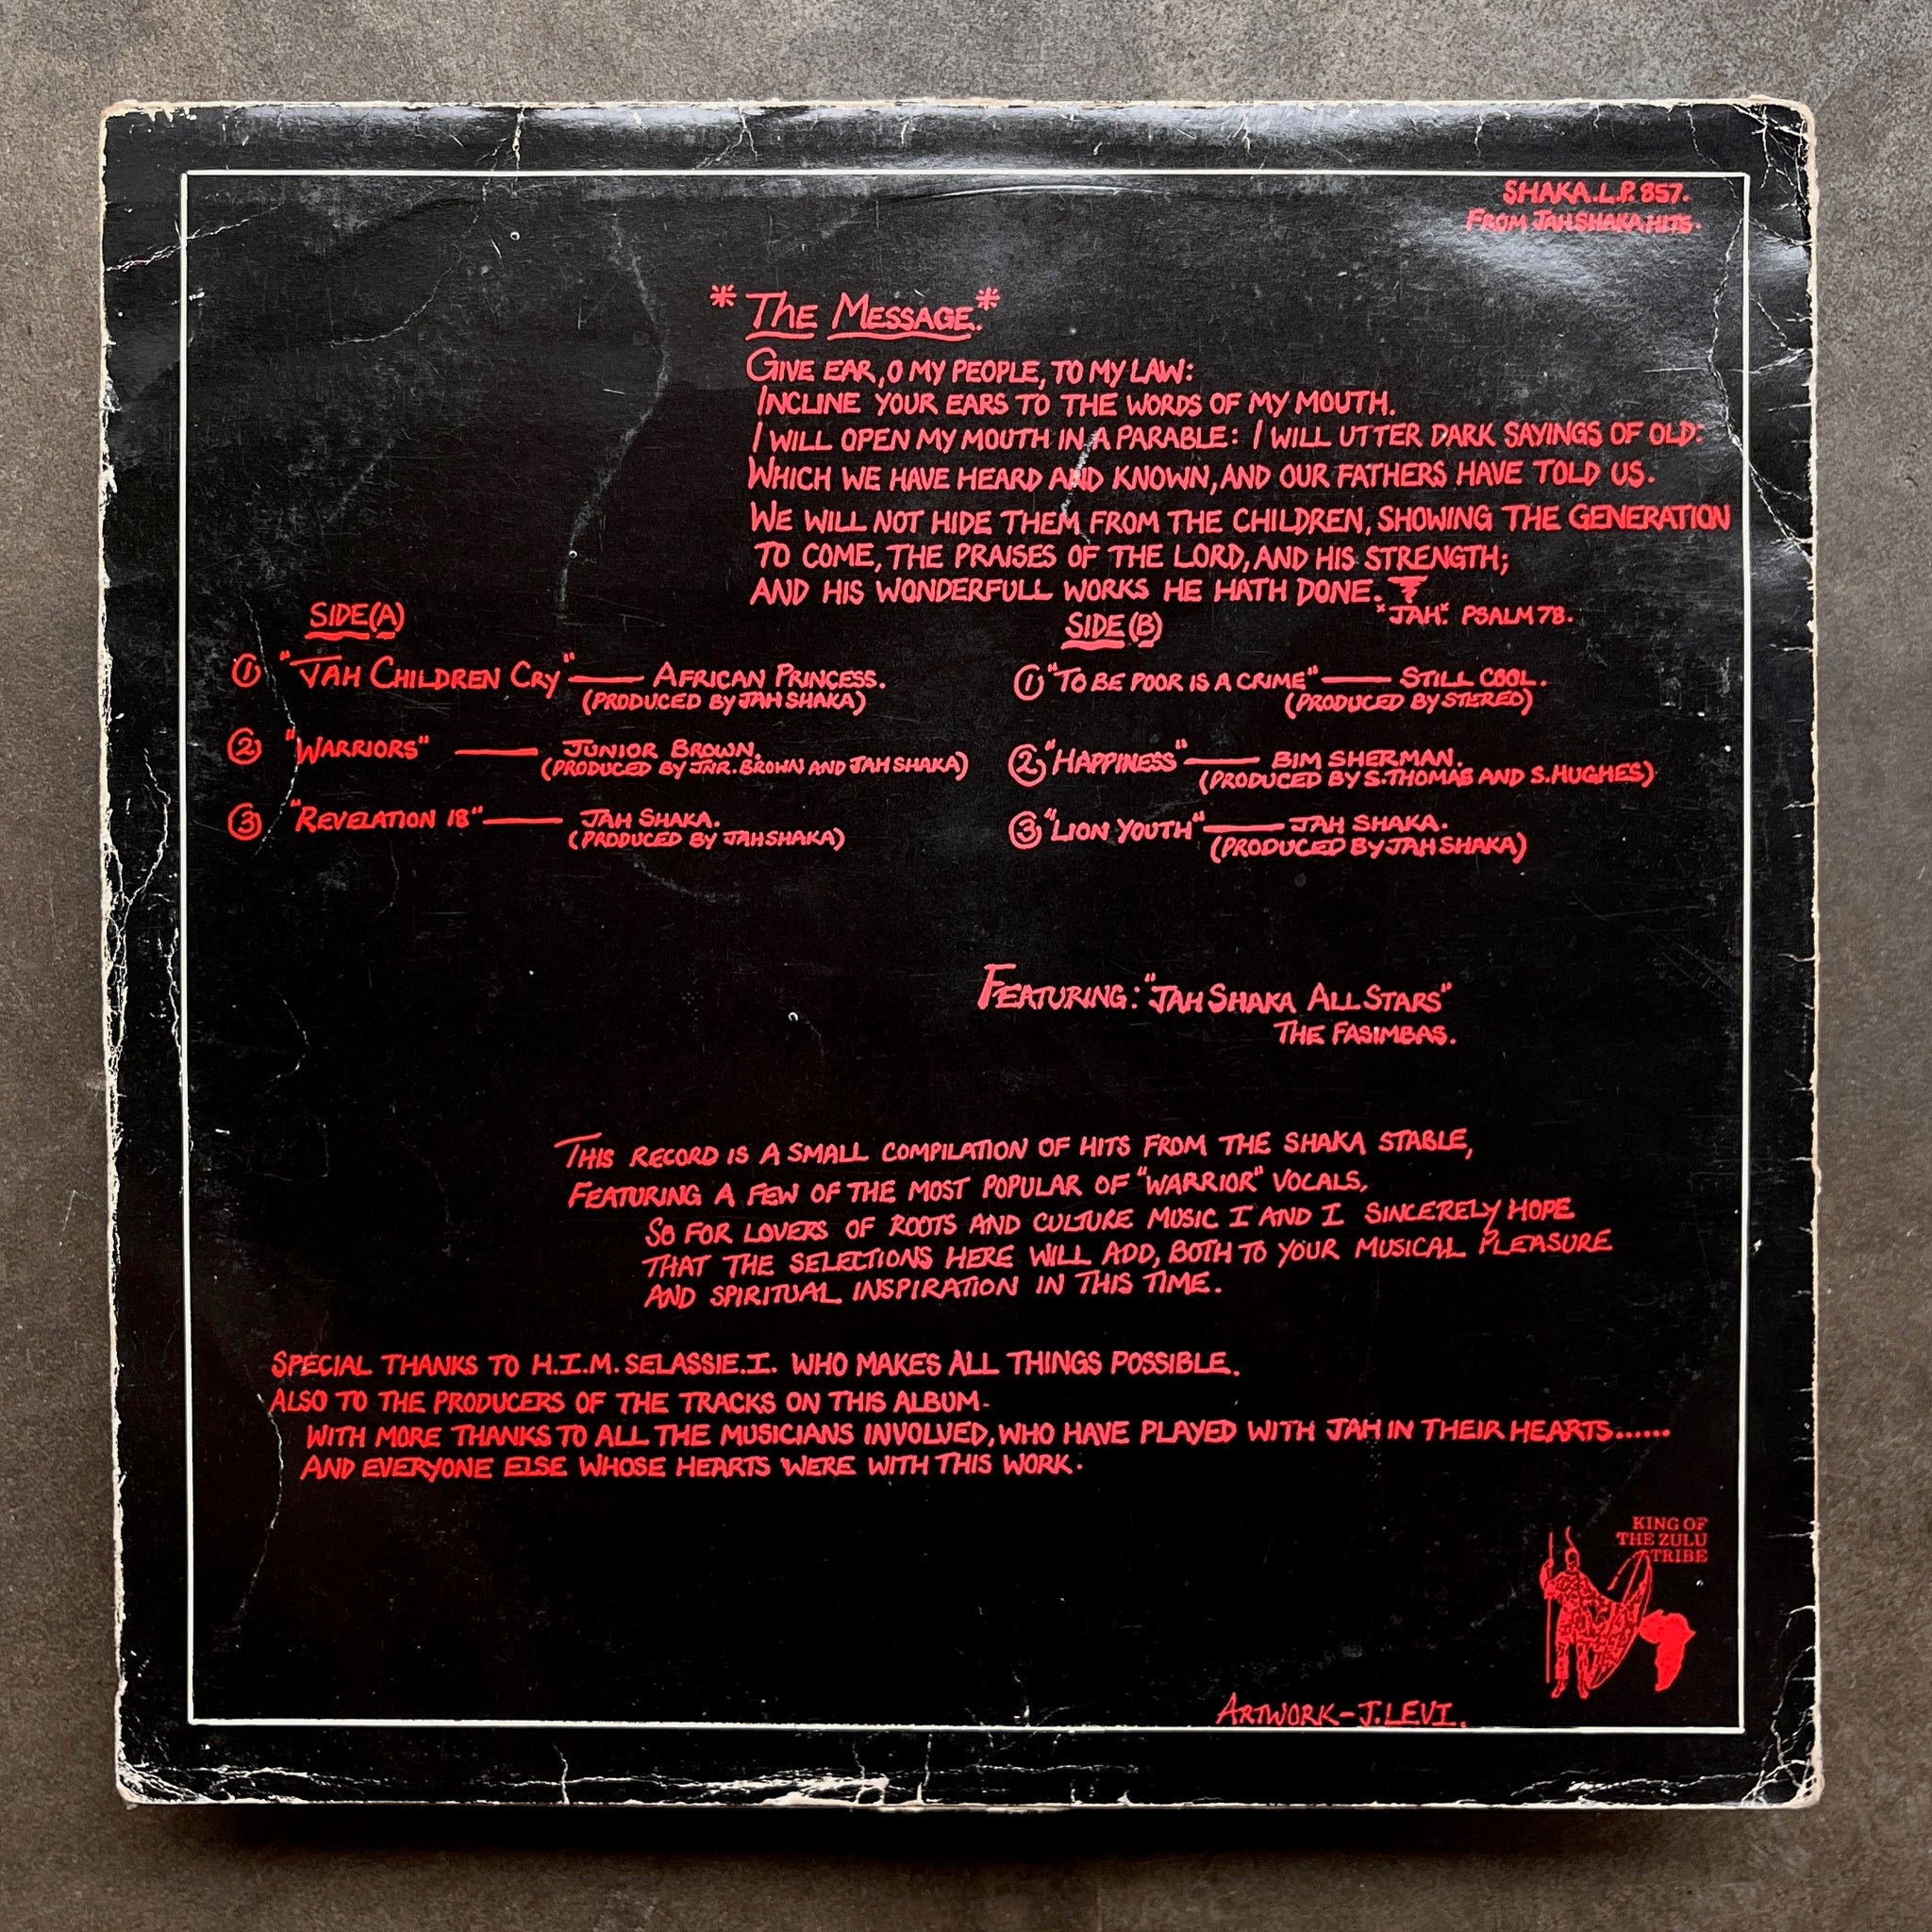 SHAKA.L.P. 857.
FROM JAH SHAKA HITS.
* THE MESSAGE. *
GIVE EAR, O MY PEOPLE, TO MY LAW:
INCLINE YOUR EARS TO THE WORDS OF MY MOUTH.
I WILL OPEN MY MOUTH IN A PARABLE: I WILL UTTER DARK SAYINGS OF OLD:
WHICH WE HAVE HEARD AND KNOWN, AND OUR FATHERS HAVE TOLD US.
WE WILL NOT HIDE THEM FROM THE CHILDREN, SHOWING THE GENERATION
TO COME, THE PRAISES OF THE LORD, AND HIS STRENGTH;
AND HIS WONDERFULL WORKS HE HATH DONE.
"JAH". PSALM 78.
SIDE (A)
① "JAH CHILDREN CRY" — AFRICAN PRINCESS.
(PRODUCED BY JAH SHAKA)
② "WARRIORS" — JUNIOR BROWN.
(PRODUCED BY JNR. BROWN AND JAH SHAKA)
③ "REVELATION 18" — JAH SHAKA.
(PRODUCED BY JAH SHAKA)
SIDE (B)
① "TO BE POOR IS A CRIME" — STILL COOL.
(PRODUCED BY STEREO)
② "HAPPINESS" — BIM SHERMAN.
(PRODUCED BY S.THOMAS AND S.HUGHES)
③ "LION YOUTH" — JAH SHAKA.
(PRODUCED BY JAH SHAKA)
FEATURING: "JAH SHAKA ALL STARS"
THE FASIMBAS.
THIS RECORD IS A SMALL COMPILATION OF HITS FROM THE SHAKA STABLE,
FEATURING A FEW OF THE MOST POPULAR OF "WARRIOR" VOCALS,
SO FOR LOVERS OF ROOTS AND CULTURE MUSIC I AND I SINCERELY HOPE
THAT THE SELECTIONS HERE WILL ADD, BOTH TO YOUR MUSICAL PLEASURE
AND SPIRITUAL INSPIRATION IN THIS TIME.
SPECIAL THANKS TO H.I.M. SELASSIE.I. WHO MAKES ALL THINGS POSSIBLE.
ALSO TO THE PRODUCERS OF THE TRACKS ON THIS ALBUM.
WITH MORE THANKS TO ALL THE MUSICIANS INVOLVED, WHO HAVE PLAYED WITH JAH IN THEIR HEARTS......
AND EVERYONE ELSE WHOSE HEARTS WERE WITH THIS WORK:
KING OF
THE ZULU
TRIBE
ARTWORK - J.LEVI.